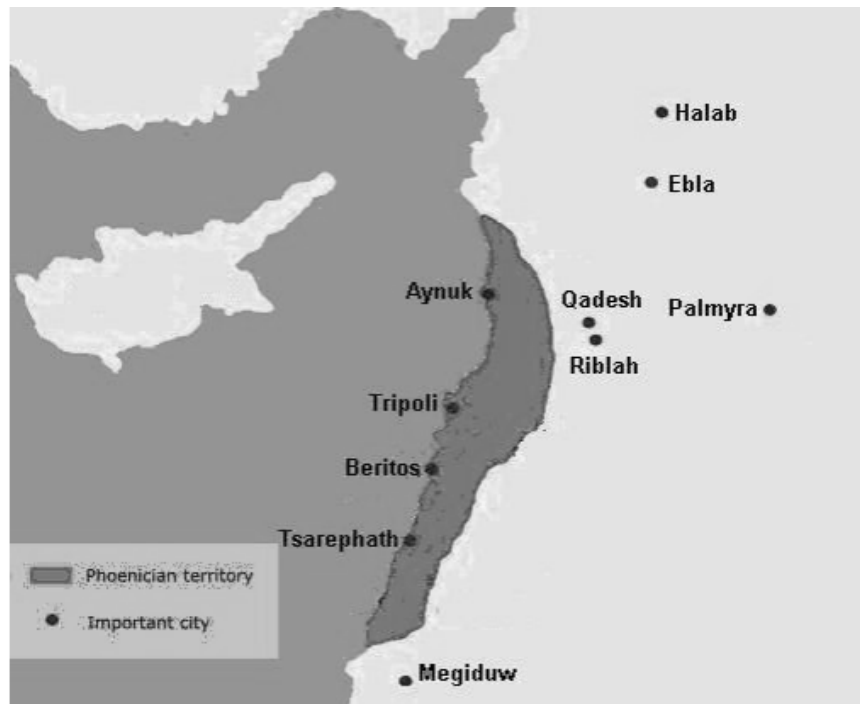 Halab
Ebla
Aynuk
Qadesh
Palmyra
Riblah
Tripoli
Beritos
Tsarephath
Phoenician territory
Important city
Megiduw